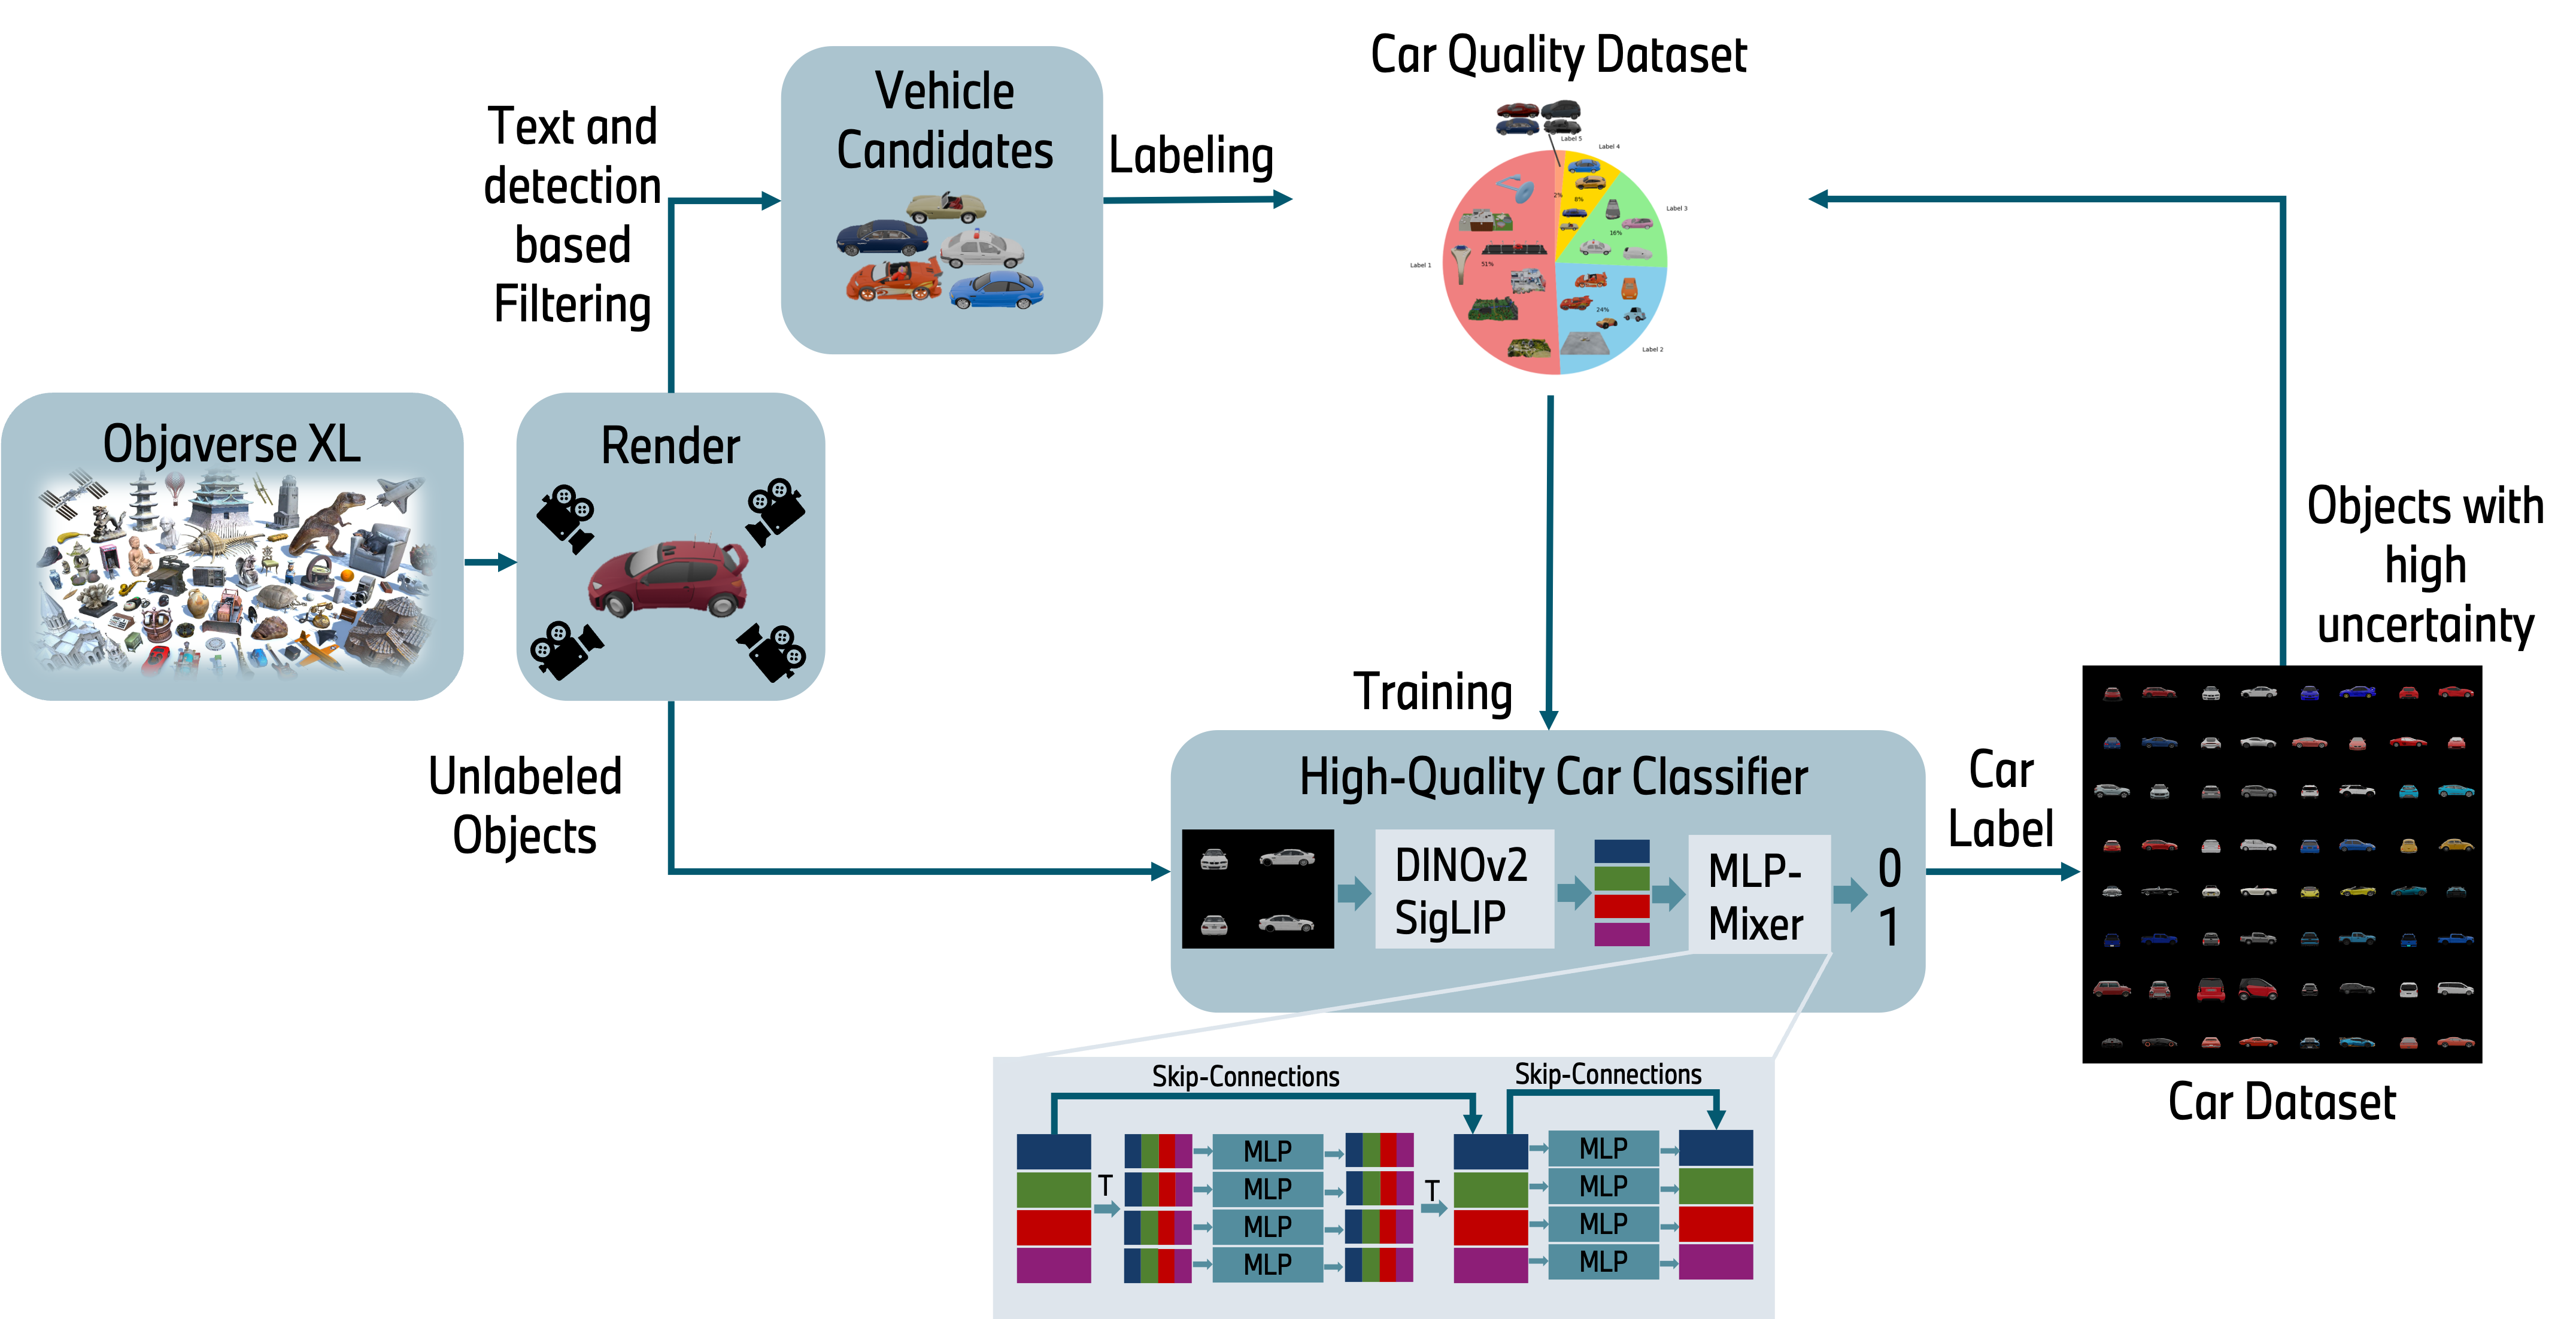 Car Quality Dataset
Vehicle
Candidates
Text and
detection
based
Filtering
Labeling
Label 5
Label 4
Label 3
Label 1
Label 2
2%
8%
16%
51%
24%
Objaverse XL
Render
Objects with
high
uncertainty
Training
Unlabeled
Objects
High-Quality Car Classifier
DINOv2
SigLIP
MLP-
Mixer
0
1
Car
Label
Car Dataset
Skip-Connections
Skip-Connections
T
MLP
MLP
MLP
MLP
T
MLP
MLP
MLP
MLP